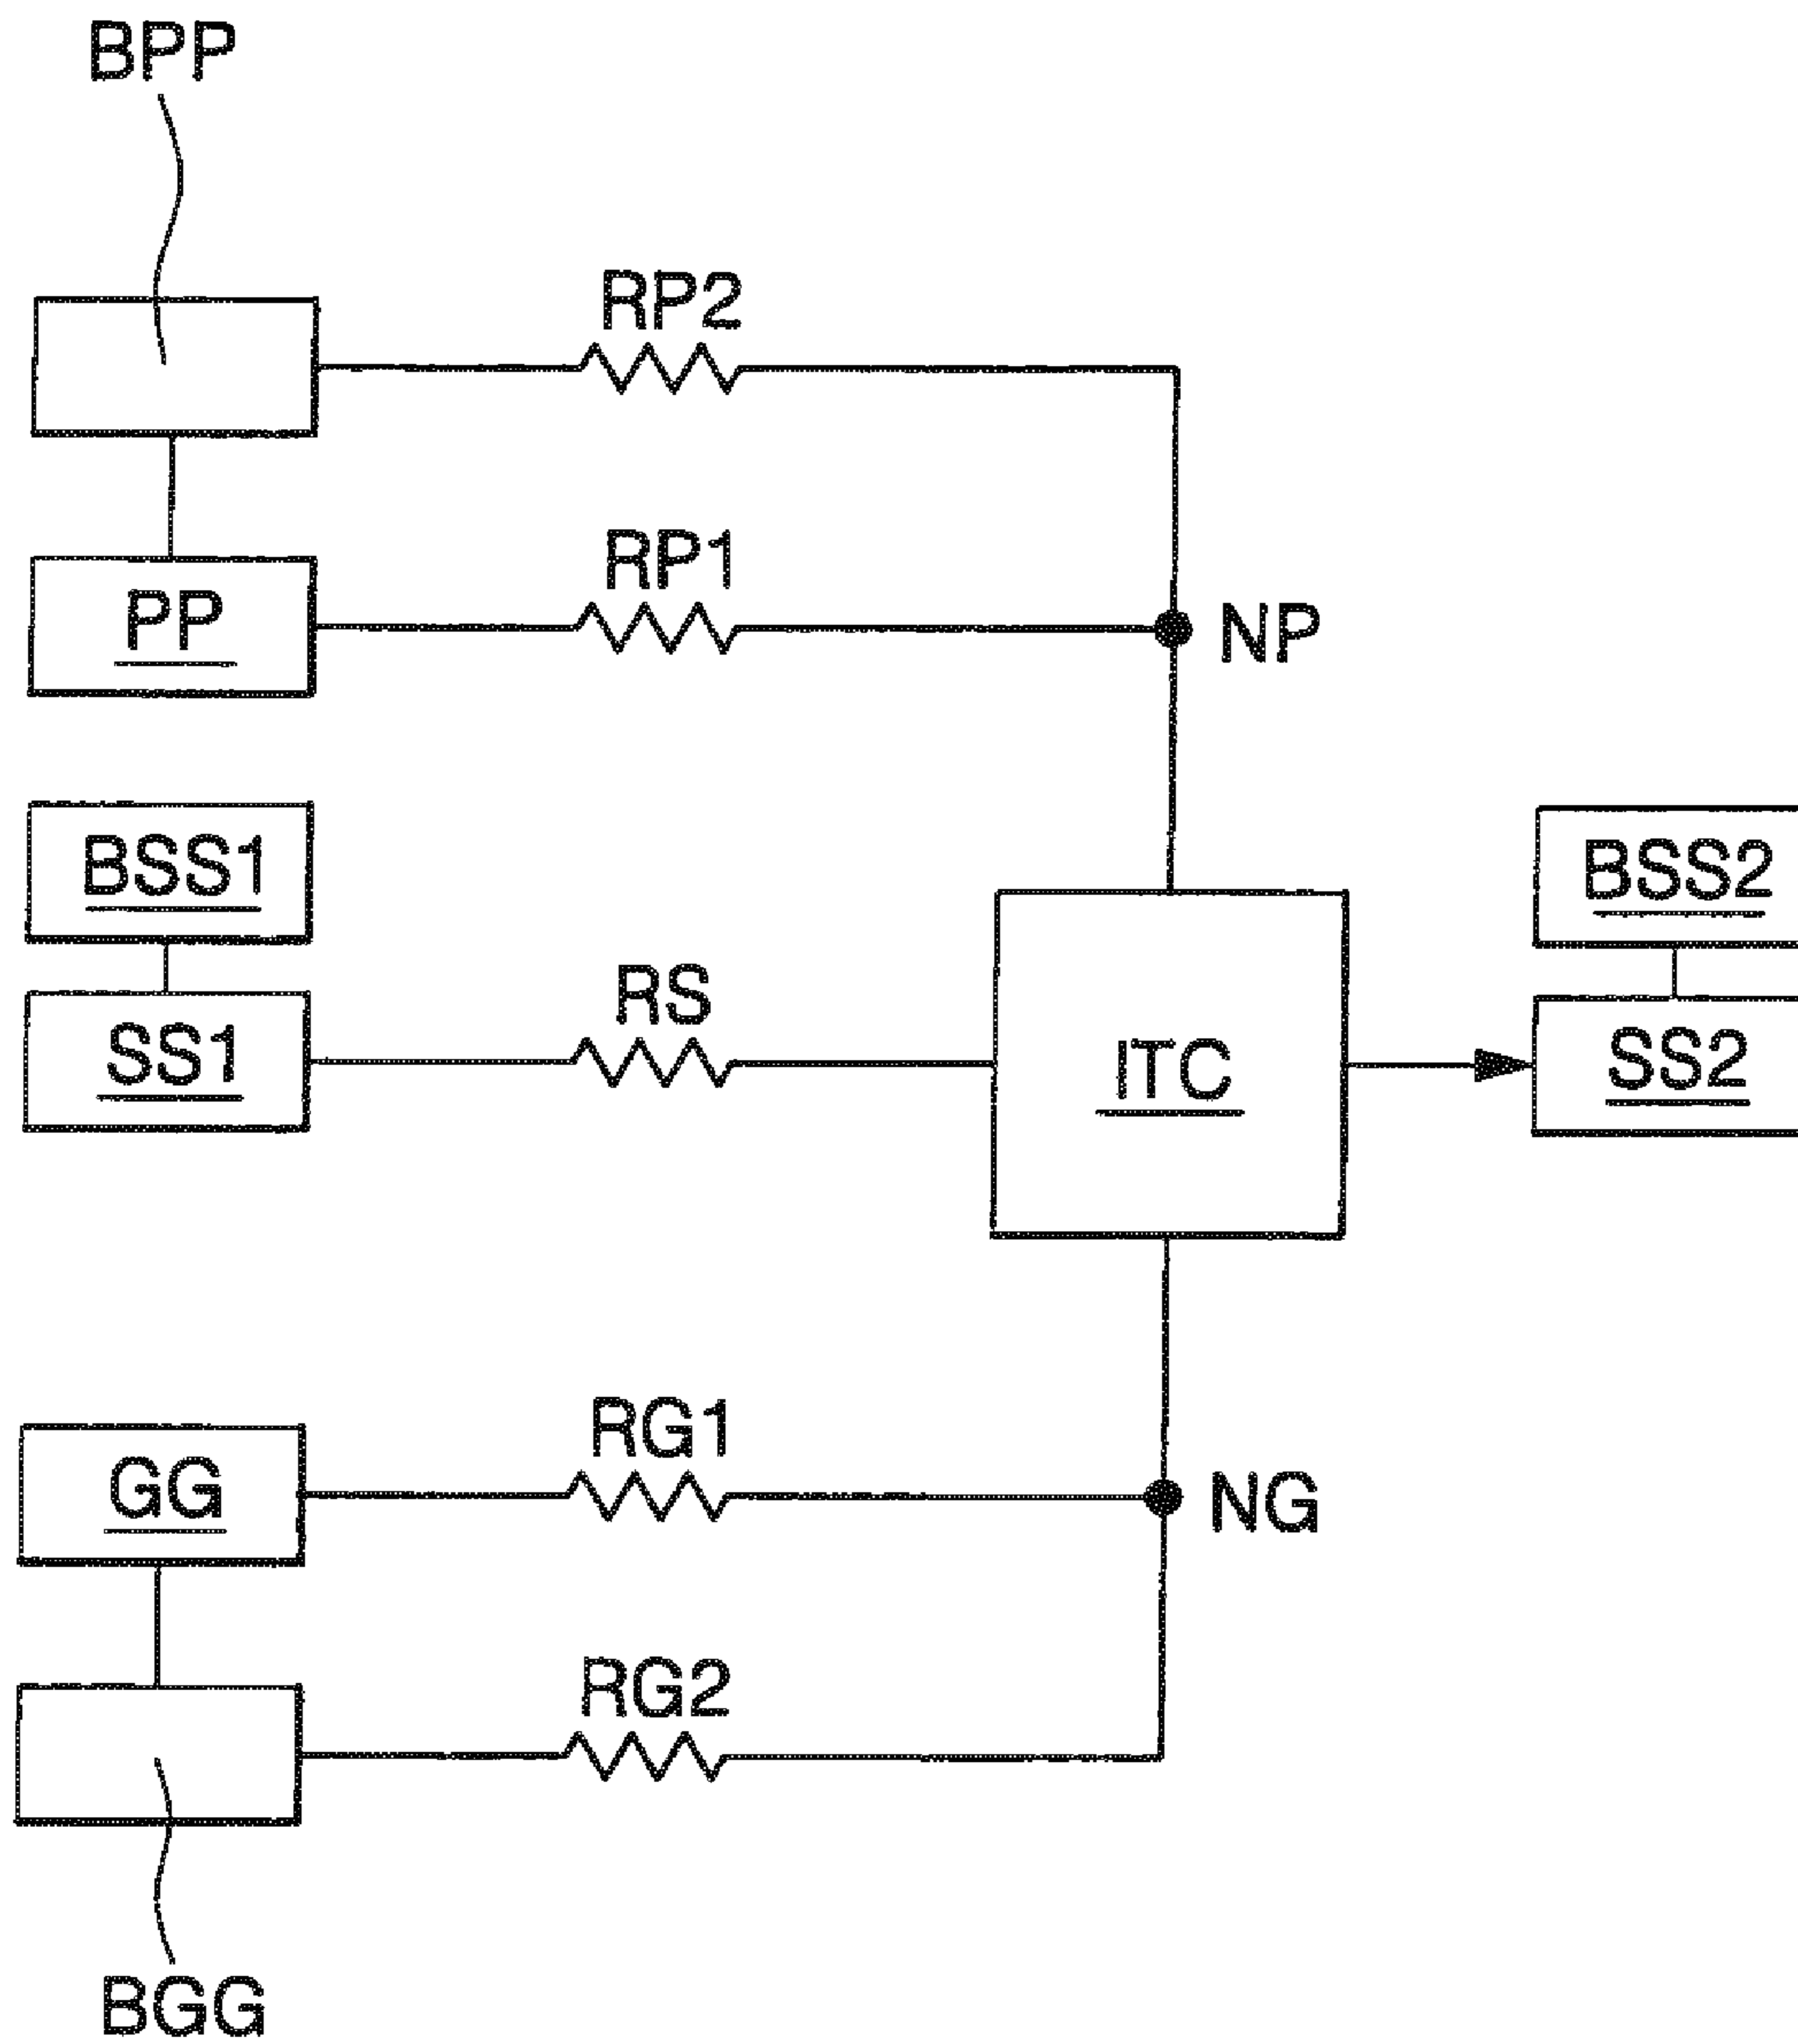 BPP
RP2
RP1
PP
NP
BSS1
BSS2
RS
SS1
ITC
SS2
RG1
GG
NG
RG2
BGG